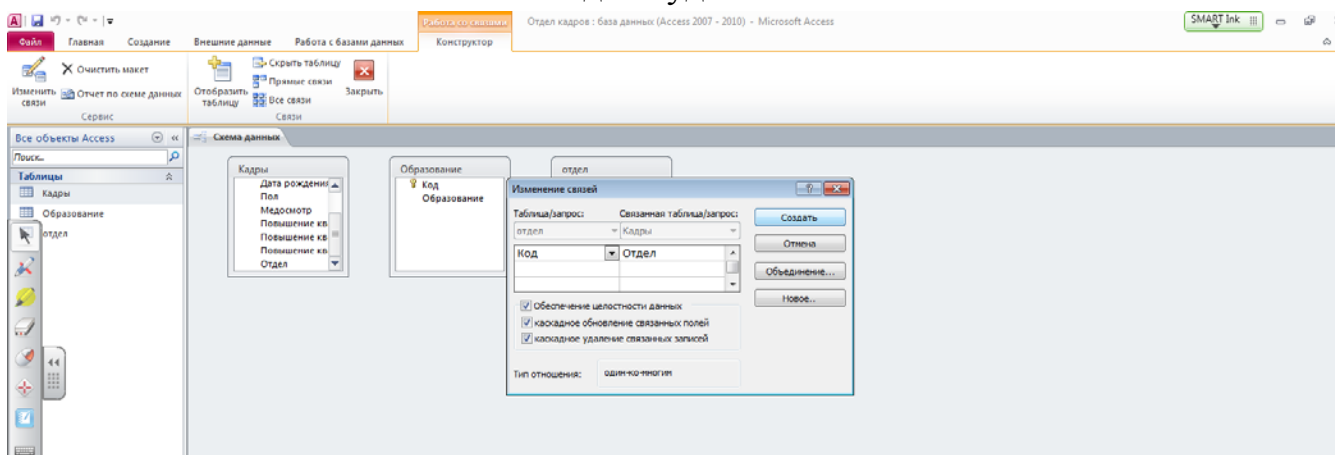 Работа со связями
Отдел кадров : база данных (Access 2007 - 2010) - Microsoft Access
SMART Ink
Файл Главная Создание Внешние данные Работа с базами данных Конструктор
Изменить связи
Очистить макет
Отчет по схеме данных
Сервис
Отобразить таблицу
Скрыть таблицу
Прямые связи
Все связи
Закрыть
Связи
Все объекты Access
Поиск...
Таблицы
Кадры
Образование
отдел
Схема данных
Кадры
Дата рождения
Пол
Медосмотр
Повышение кв
Повышение кв
Повышение кв
Отдел
Образование
Код
Образование
отдел
Изменение связей
Таблица/запрос: Связанная таблица/запрос:
отдел Кадры
Код Отдел
Обеспечение целостности данных
каскадное обновление связанных полей
каскадное удаление связанных записей
Тип отношения: один-ко-многим
Создать
Отмена
Объединение...
Новое..